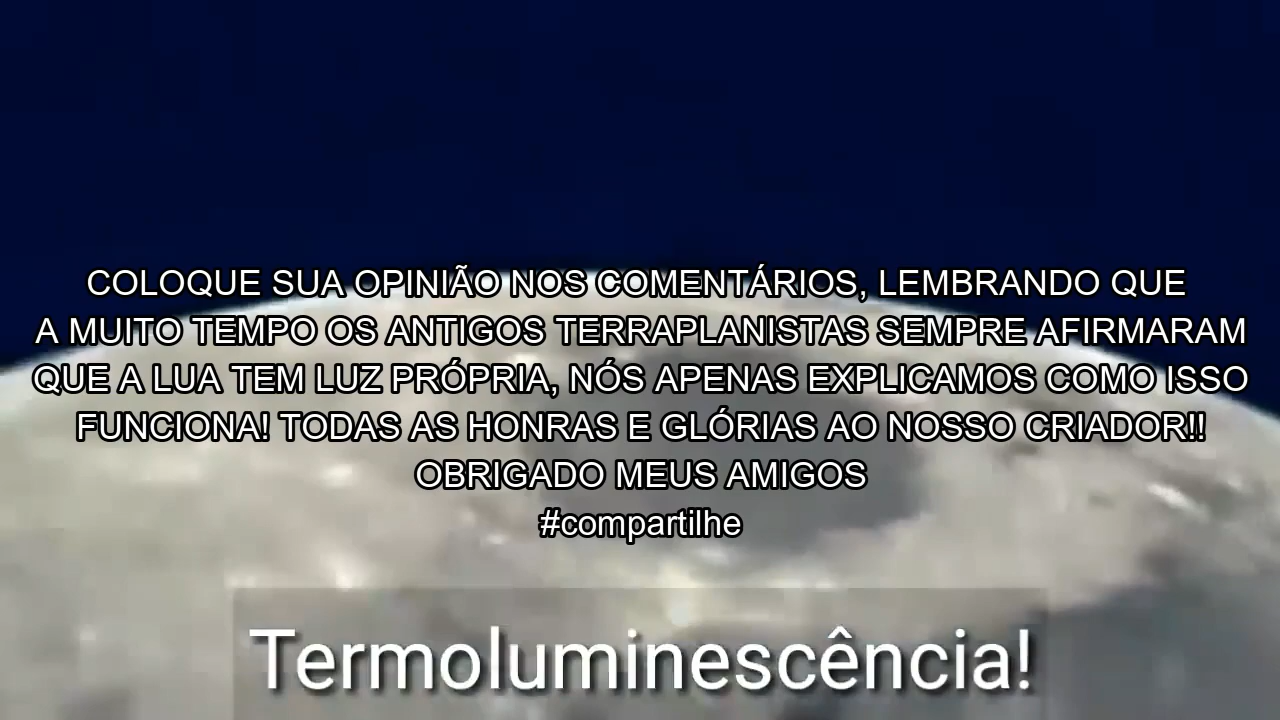 COLOQUE SUA OPINIÃO NOS COMENTÁRIOS, LEMBRANDO QUE
A MUITO TEMPO OS ANTIGOS TERRAPLANISTAS SEMPRE AFIRMARAM
QUE A LUA TEM LUZ PRÓPRIA, NÓS APENAS EXPLICAMOS COMO ISSO
FUNCIONA! TODAS AS HONRAS E GLÓRIAS AO NOSSO CRIADOR!!
OBRIGADO MEUS AMIGOS
#compartilhe
Termoluminescência!